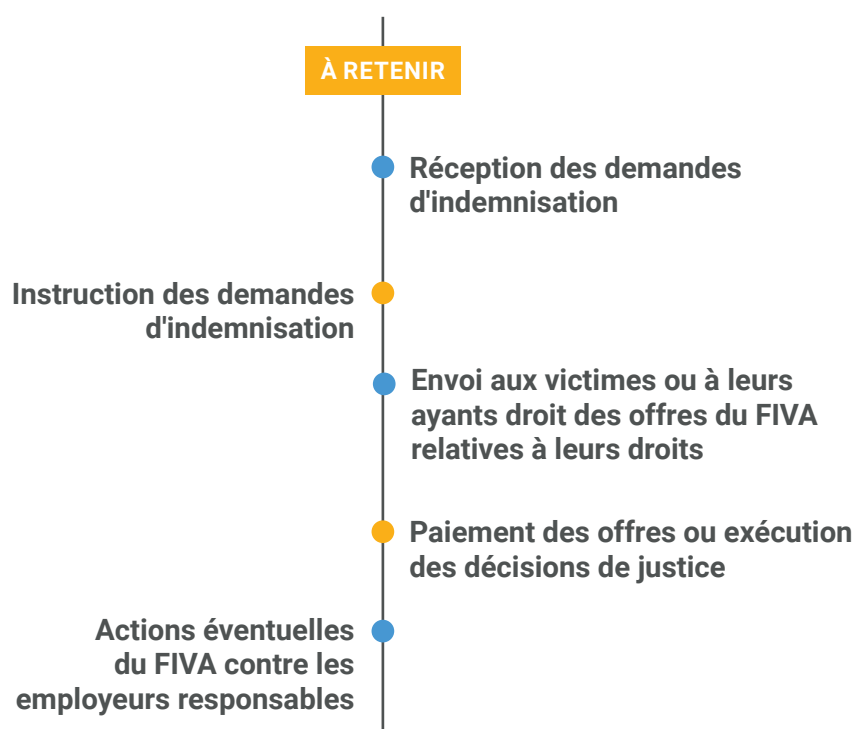 À RETENIR
Réception des demandes
d'indemnisation
Instruction des demandes
d'indemnisation
Envoi aux victimes ou à leurs
ayants droit des offres du FIVA
relatives à leurs droits
Paiement des offres ou exécution
des décisions de justice
Actions éventuelles
du FIVA contre les
employeurs responsables